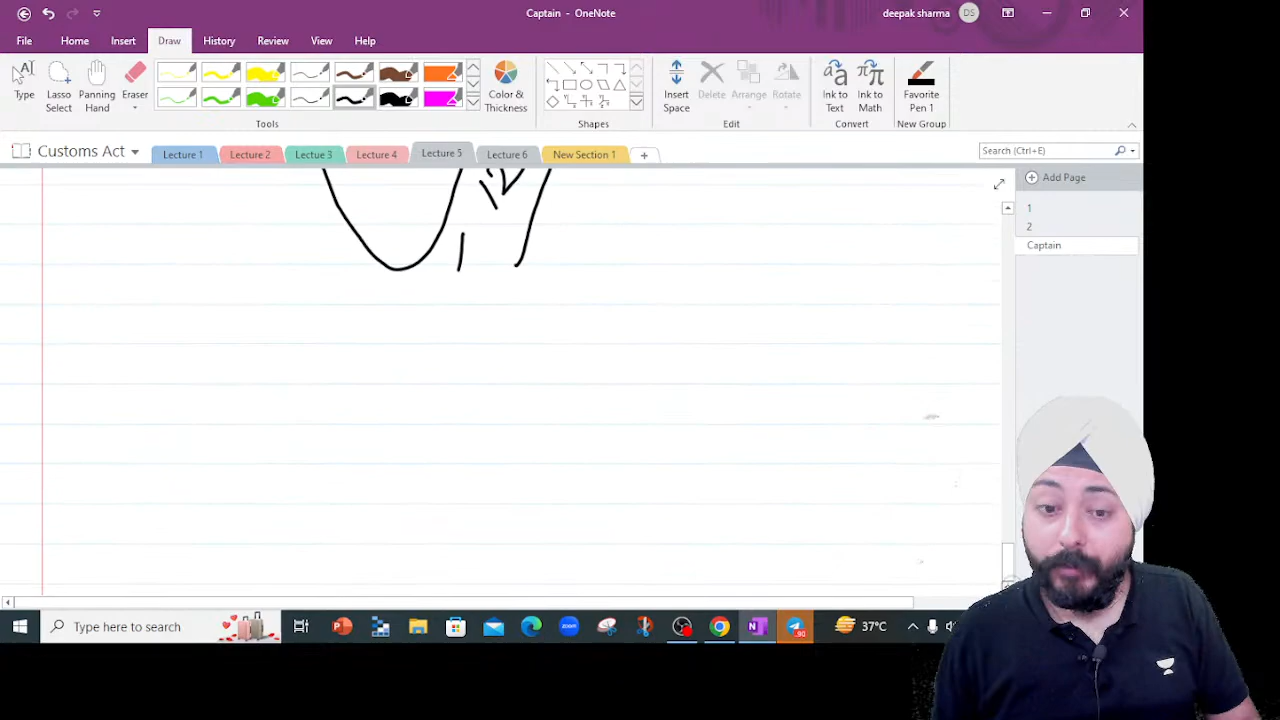 Captain - OneNote
deepak sharma DS
File Home Insert Draw History Review View Help
Type
Lasso Select
Panning Hand
Eraser
Color & Thickness
Insert Space
Delete
Arrange
Rotate
Ink to Text
Ink to Math
Favorite Pen 1
Tools Shapes Edit Convert New Group
Customs Act Lecture 1 Lecture 2 Lectue 3 Lecture 4 Lecture 5 Lecture 6 New Section 1 Search (Ctrl+E)
Add Page
1
2
Captain
Type here to search 90 37°C